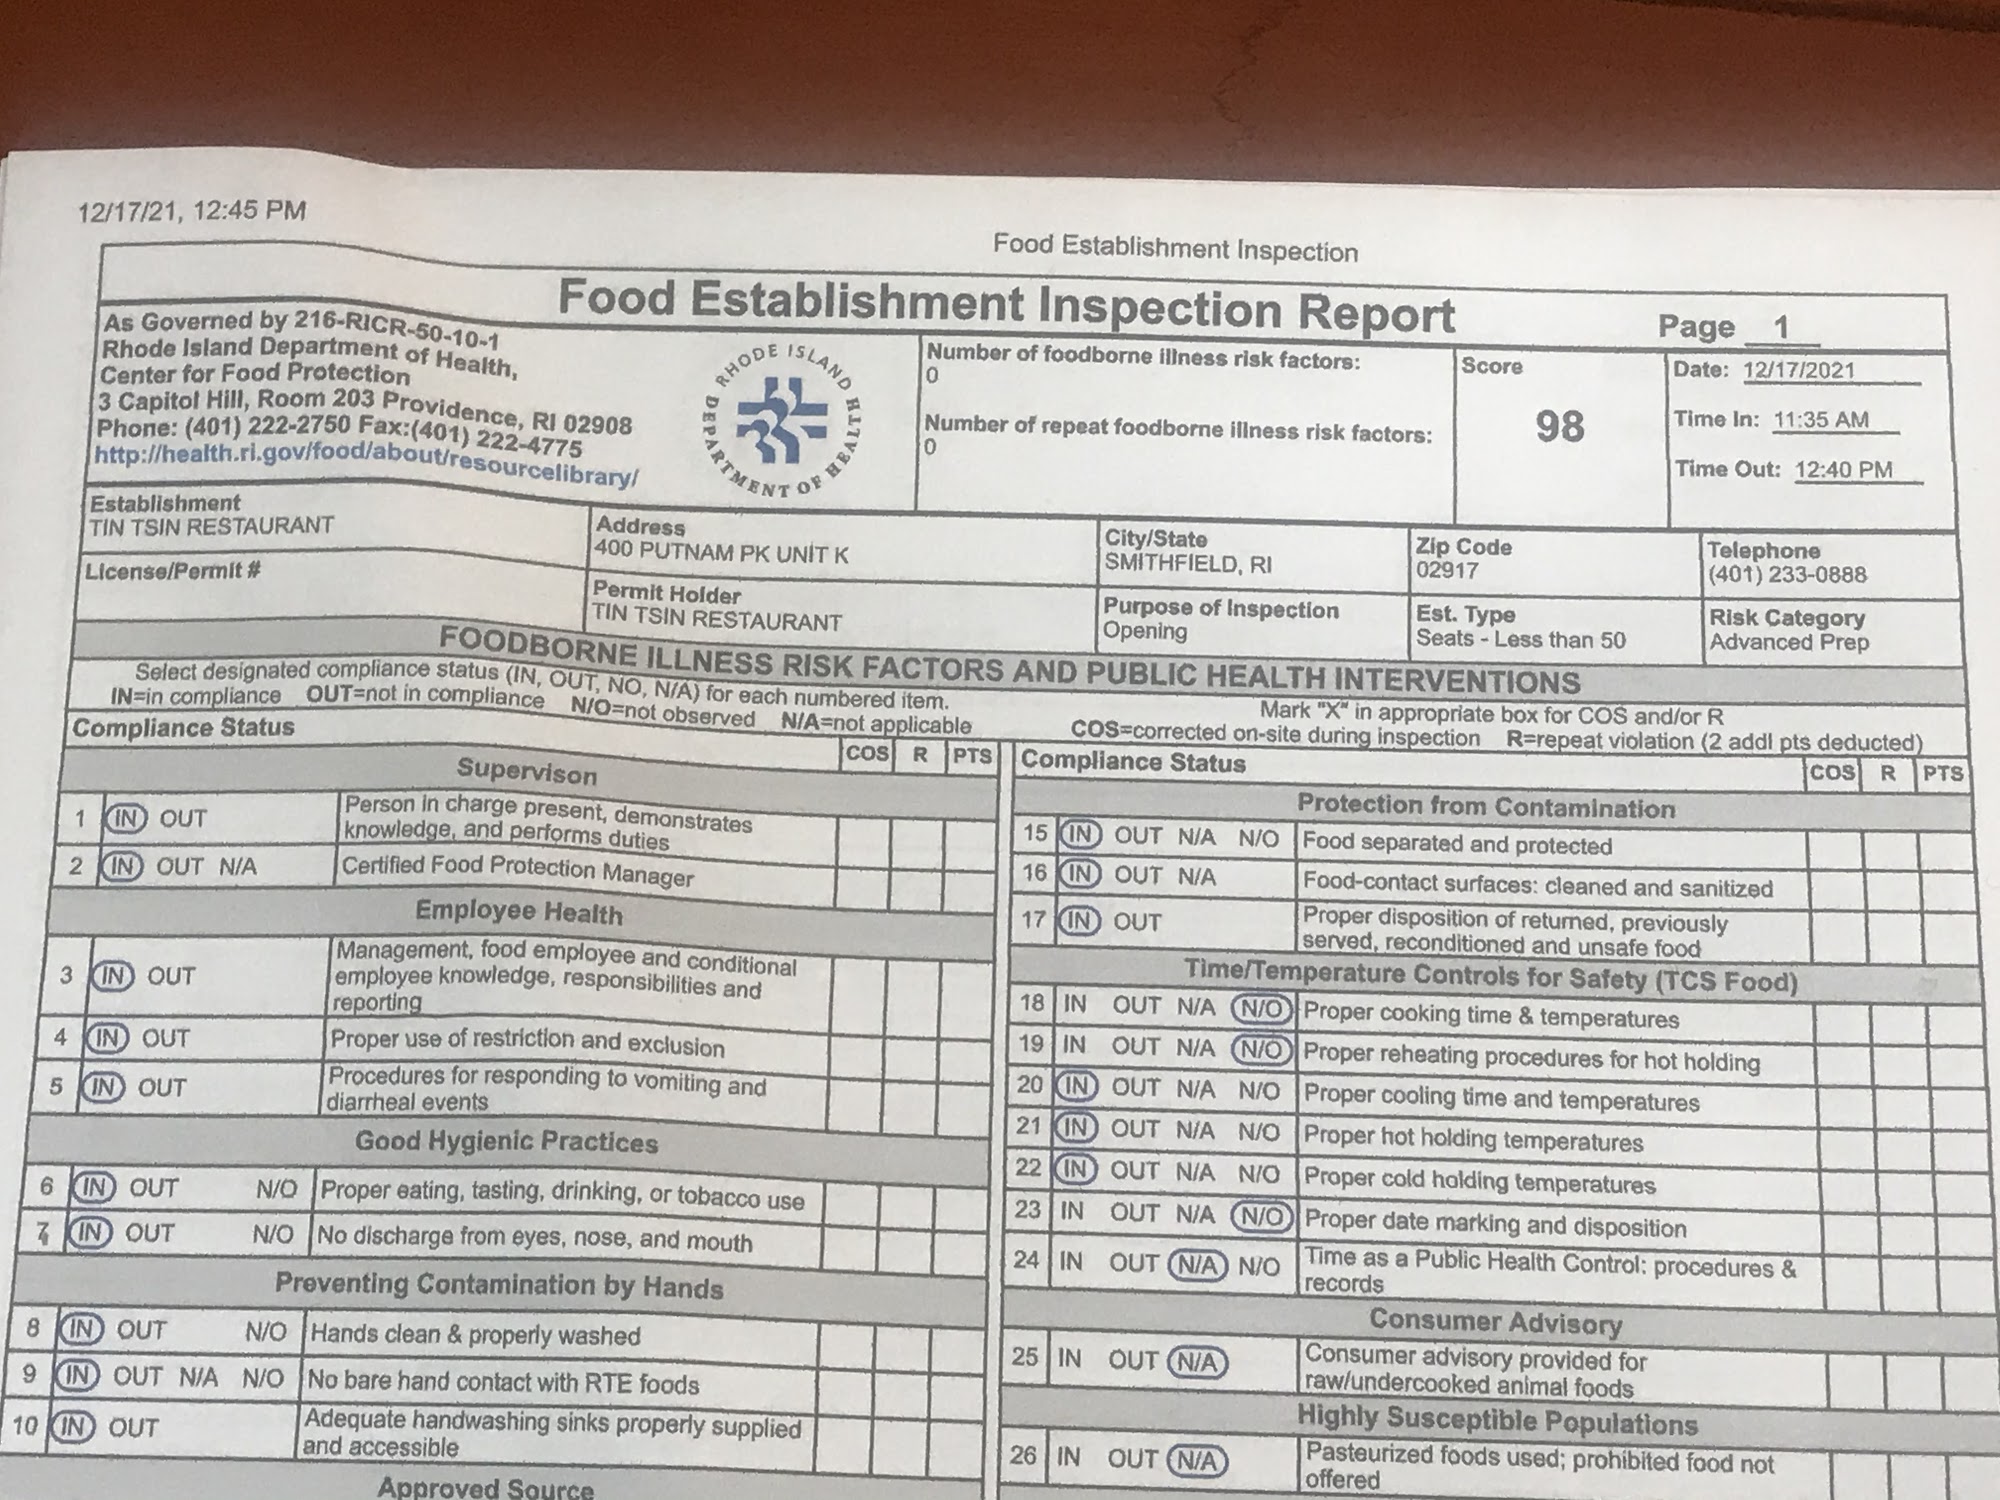 12/17/21, 12:45 PM
Food Establishment Inspection
Food Establishment Inspection Report
Page 1
As Governed by 216-RICR-50-10-1
Rhode Island Department of Health,
Center for Food Protection
3 Capitol Hill, Room 203 Providence, RI 02908
Phone: (401) 222-2750 Fax:(401) 222-4775
http://health.ri.gov/food/about/resourcelibrary/
RHODE ISLAND DEPARTMENT OF HEALTH
Number of foodborne illness risk factors:
0
Number of repeat foodborne illness risk factors:
0
Score
98
Date: 12/17/2021
Time In: 11:35 AM
Time Out: 12:40 PM
Establishment
TIN TSIN RESTAURANT
Address
400 PUTNAM PK UNIT K
City/State
SMITHFIELD, RI
Zip Code
02917
Telephone
(401) 233-0888
License/Permit #
Permit Holder
TIN TSIN RESTAURANT
Purpose of Inspection
Opening
Est. Type
Seats - Less than 50
Risk Category
Advanced Prep
FOODBORNE ILLNESS RISK FACTORS AND PUBLIC HEALTH INTERVENTIONS
Select designated compliance status (IN, OUT, NO, N/A) for each numbered item.
IN=in compliance OUT=not in compliance N/O=not observed N/A=not applicable
Mark "X" in appropriate box for COS and/or R
COS=corrected on-site during inspection R=repeat violation (2 addl pts deducted)
Compliance Status COS R PTS
Supervison
1 IN OUT Person in charge present, demonstrates
knowledge, and performs duties
2 IN OUT N/A Certified Food Protection Manager
Employee Health
3 IN OUT Management, food employee and conditional
employee knowledge, responsibilities and
reporting
4 IN OUT Proper use of restriction and exclusion
5 IN OUT Procedures for responding to vomiting and
diarrheal events
Good Hygienic Practices
6 IN OUT N/O Proper eating, tasting, drinking, or tobacco use
7 IN OUT N/O No discharge from eyes, nose, and mouth
Preventing Contamination by Hands
8 IN OUT N/O Hands clean & properly washed
9 IN OUT N/A N/O No bare hand contact with RTE foods
10 IN OUT Adequate handwashing sinks properly supplied
and accessible
Approved Source
Compliance Status COS R PTS
Protection from Contamination
15 IN OUT N/A N/O Food separated and protected
16 IN OUT N/A Food-contact surfaces: cleaned and sanitized
17 IN OUT Proper disposition of returned, previously
served, reconditioned and unsafe food
Time/Temperature Controls for Safety (TCS Food)
18 IN OUT N/A N/O Proper cooking time & temperatures
19 IN OUT N/A N/O Proper reheating procedures for hot holding
20 IN OUT N/A N/O Proper cooling time and temperatures
21 IN OUT N/A N/O Proper hot holding temperatures
22 IN OUT N/A N/O Proper cold holding temperatures
23 IN OUT N/A N/O Proper date marking and disposition
24 IN OUT N/A N/O Time as a Public Health Control: procedures &
records
Consumer Advisory
25 IN OUT N/A Consumer advisory provided for
raw/undercooked animal foods
Highly Susceptible Populations
26 IN OUT N/A Pasteurized foods used; prohibited food not
offered